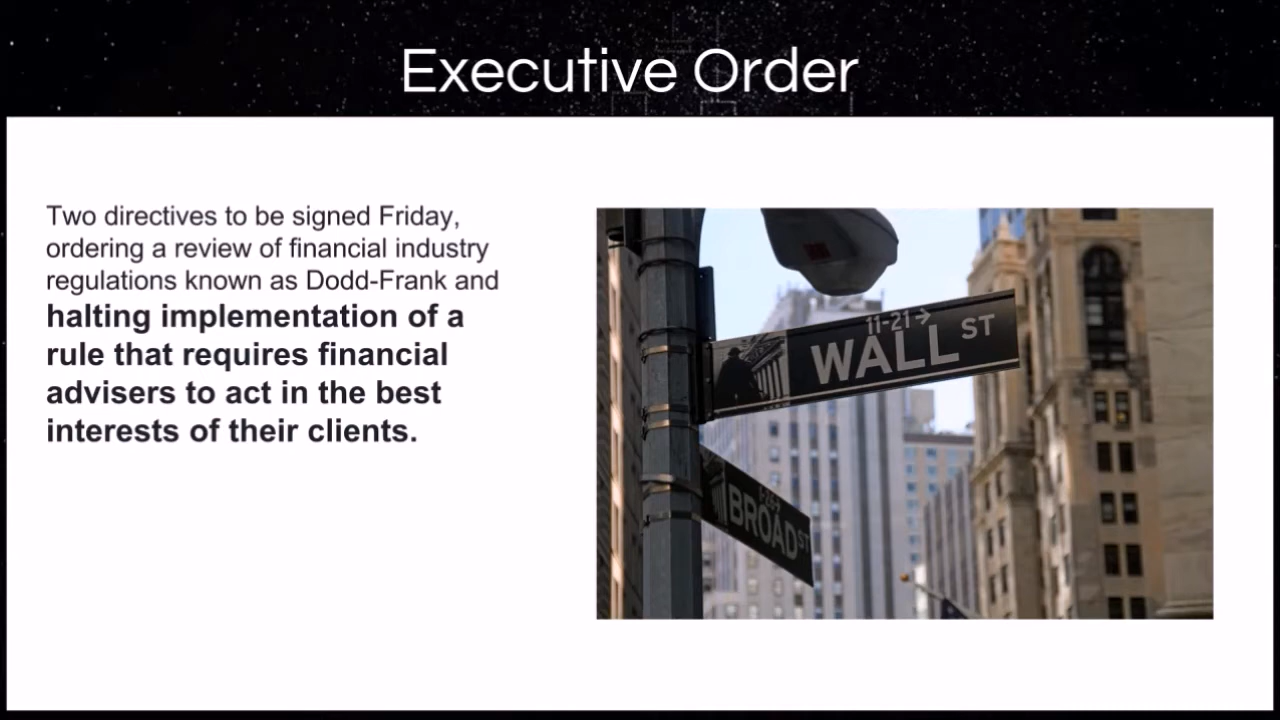 Executive Order
Two directives to be signed Friday,
ordering a review of financial industry
regulations known as Dodd-Frank and
halting implementation of a
rule that requires financial
advisers to act in the best
interests of their clients.
11-21→
WALL ST
BROAD ST